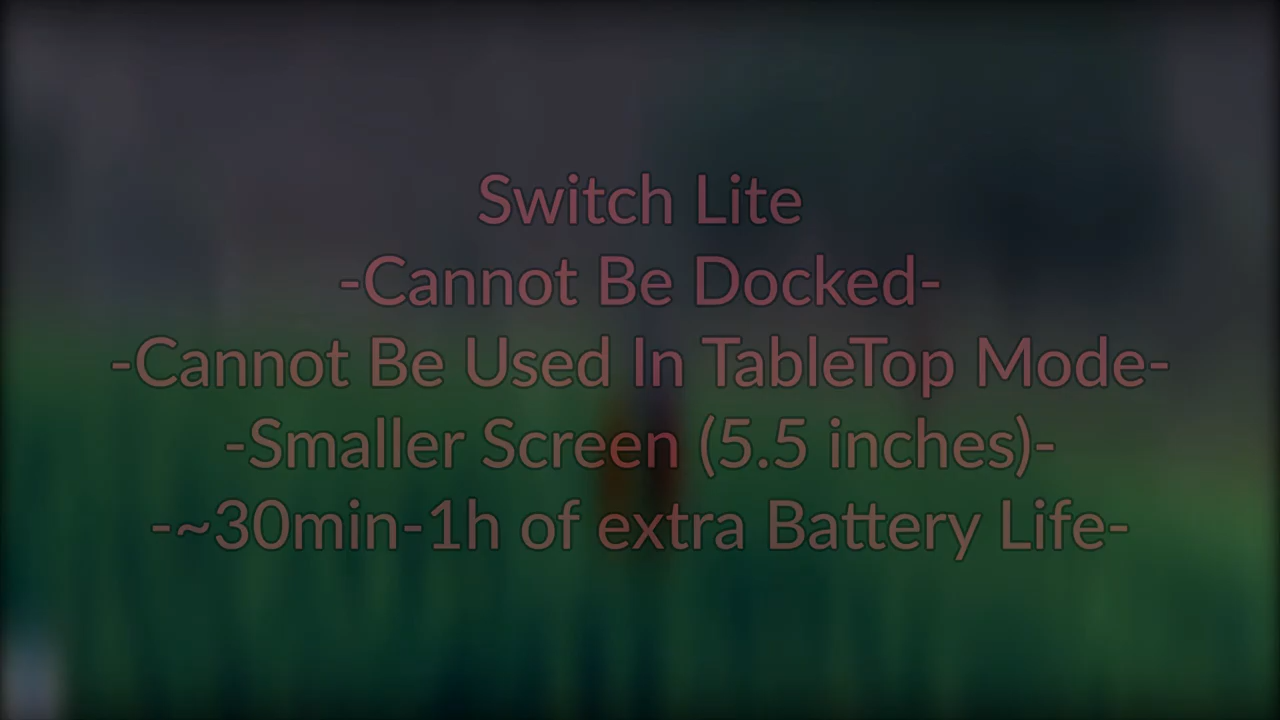 Switch Lite
-Cannot Be Docked-
-Cannot Be Used In TableTop Mode-
-Smaller Screen (5.5 inches)-
-~30min-1h of extra Battery Life-